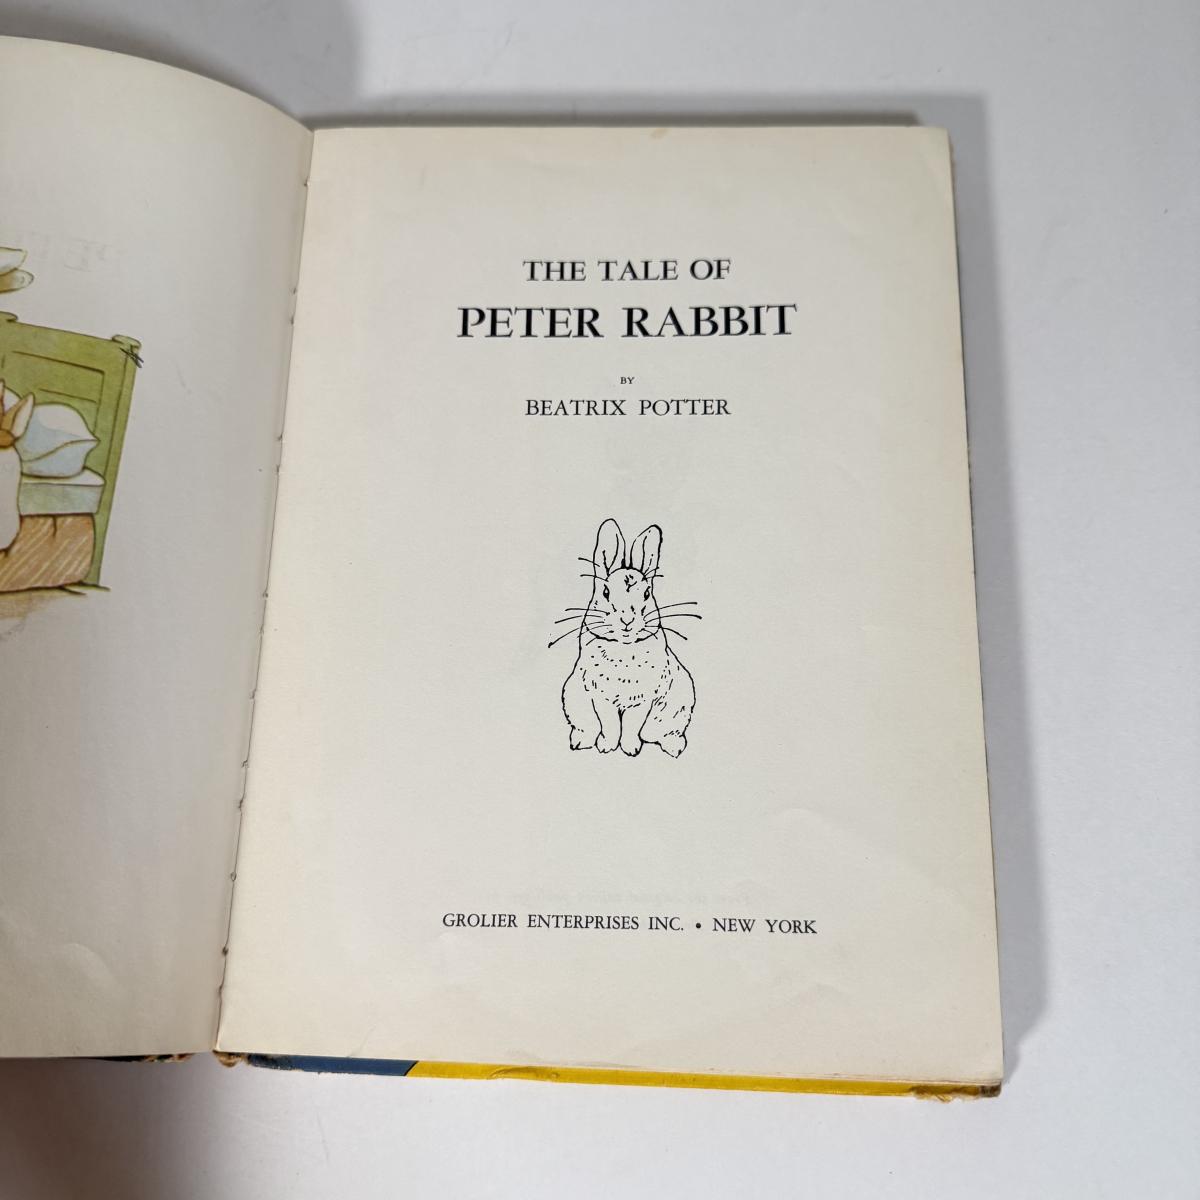 THE TALE OF
PETER RABBIT
BY
BEATRIX POTTER
GROLIER ENTERPRISES INC. • NEW YORK